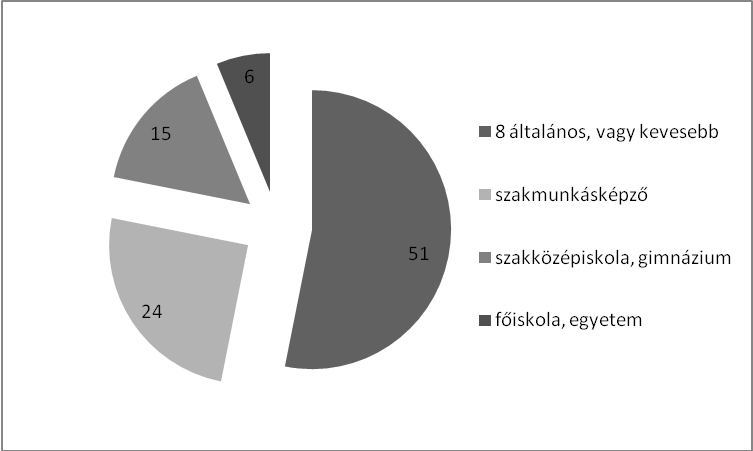 6
15
51
24
8 általános, vagy kevesebb
szakmunkásképző
szakközépiskola, gimnázium
főiskola, egyetem